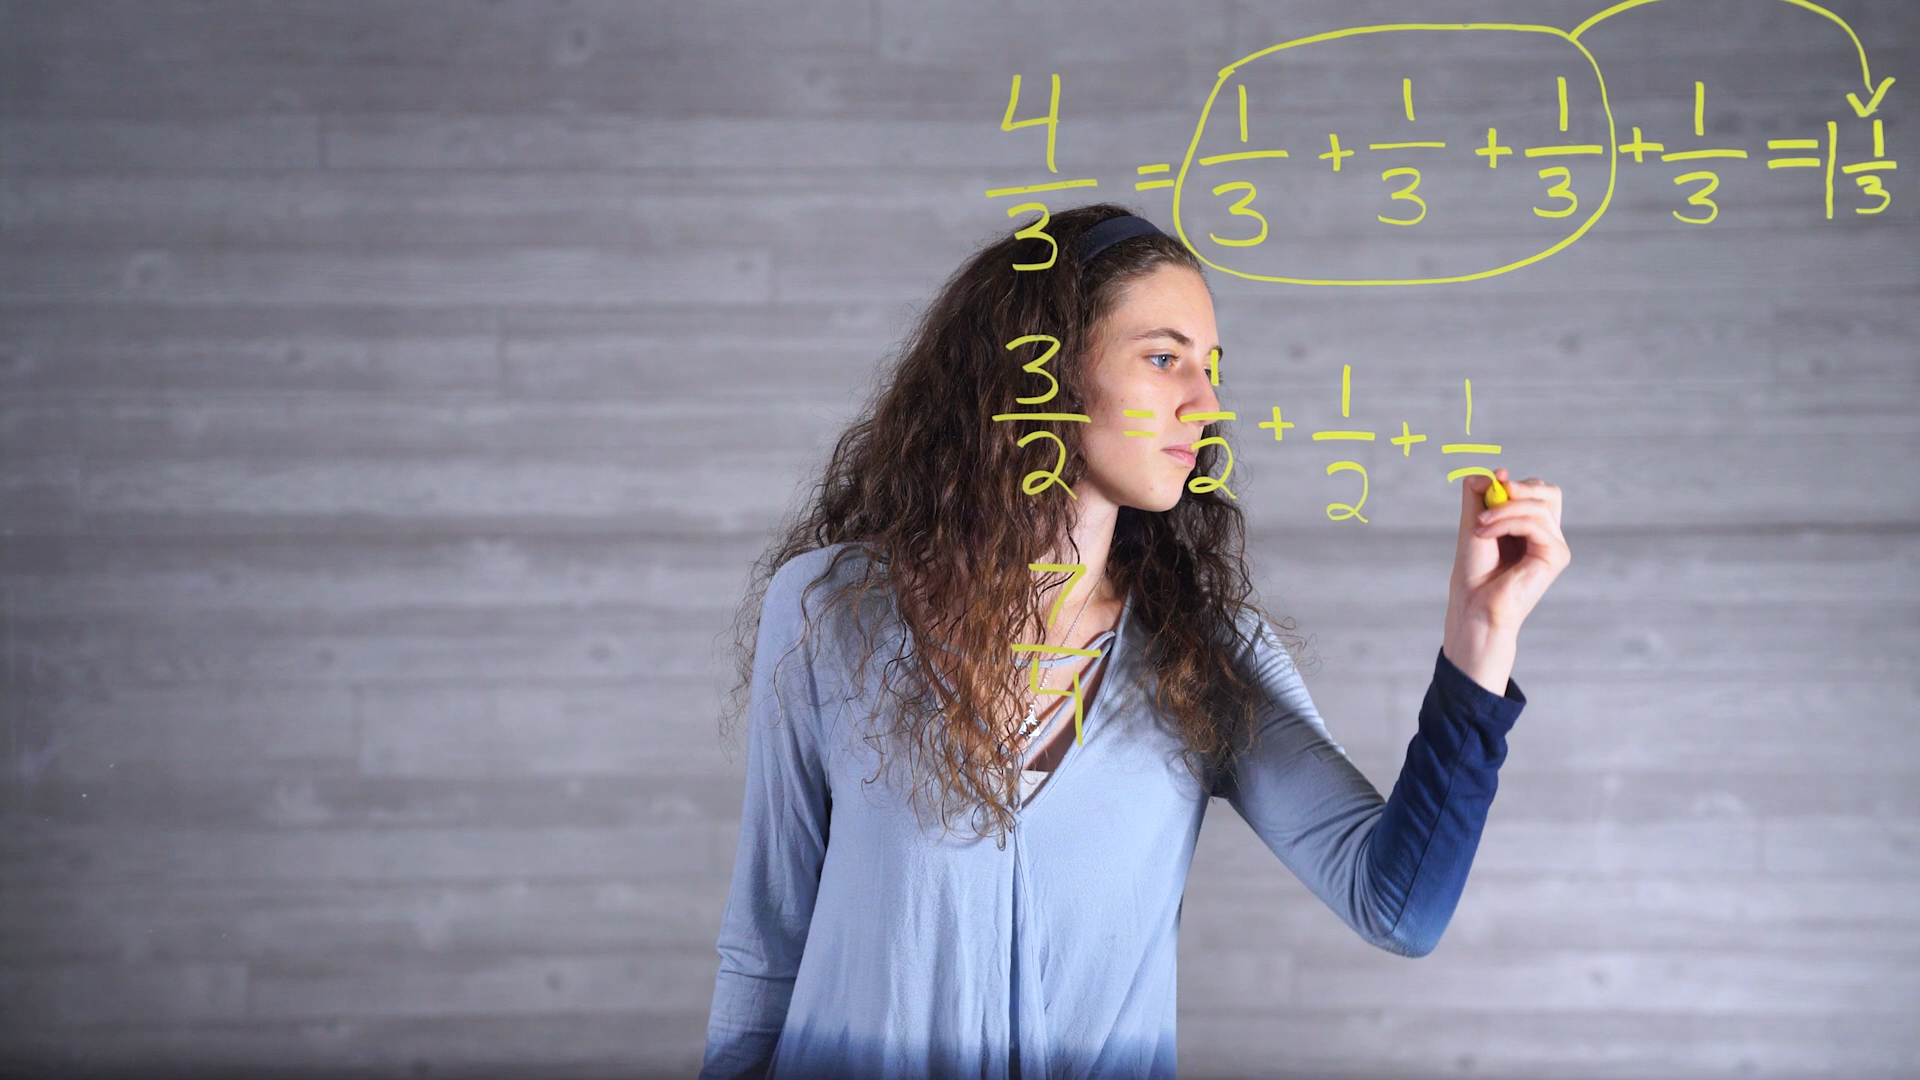 4/3 = 1/3 + 1/3 + 1/3 + 1/3 = 1 1/3
3/2 = 1/2 + 1/2 + 1/2
7/4